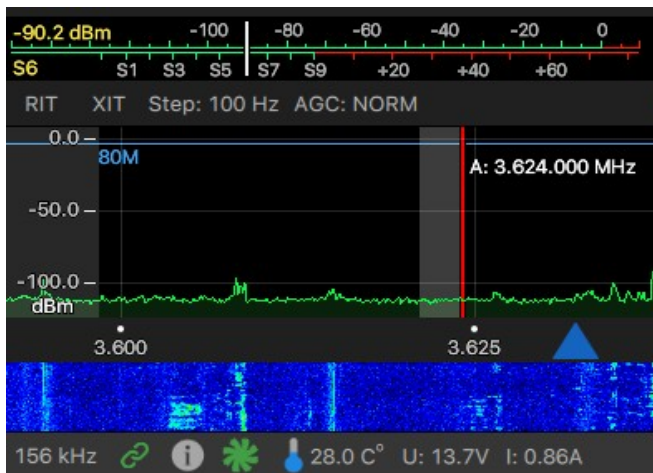 -90.2 dBm -100 -80 -60 -40 -20 0
S6 S1 S3 S5 S7 S9 +20 +40 +60
RIT XIT Step: 100 Hz AGC: NORM
0.0
80M
A: 3.624.000 MHz
-50.0
-100.0
dBm
3.600 3.625
156 kHz i 28.0 C° U: 13.7V I: 0.86A